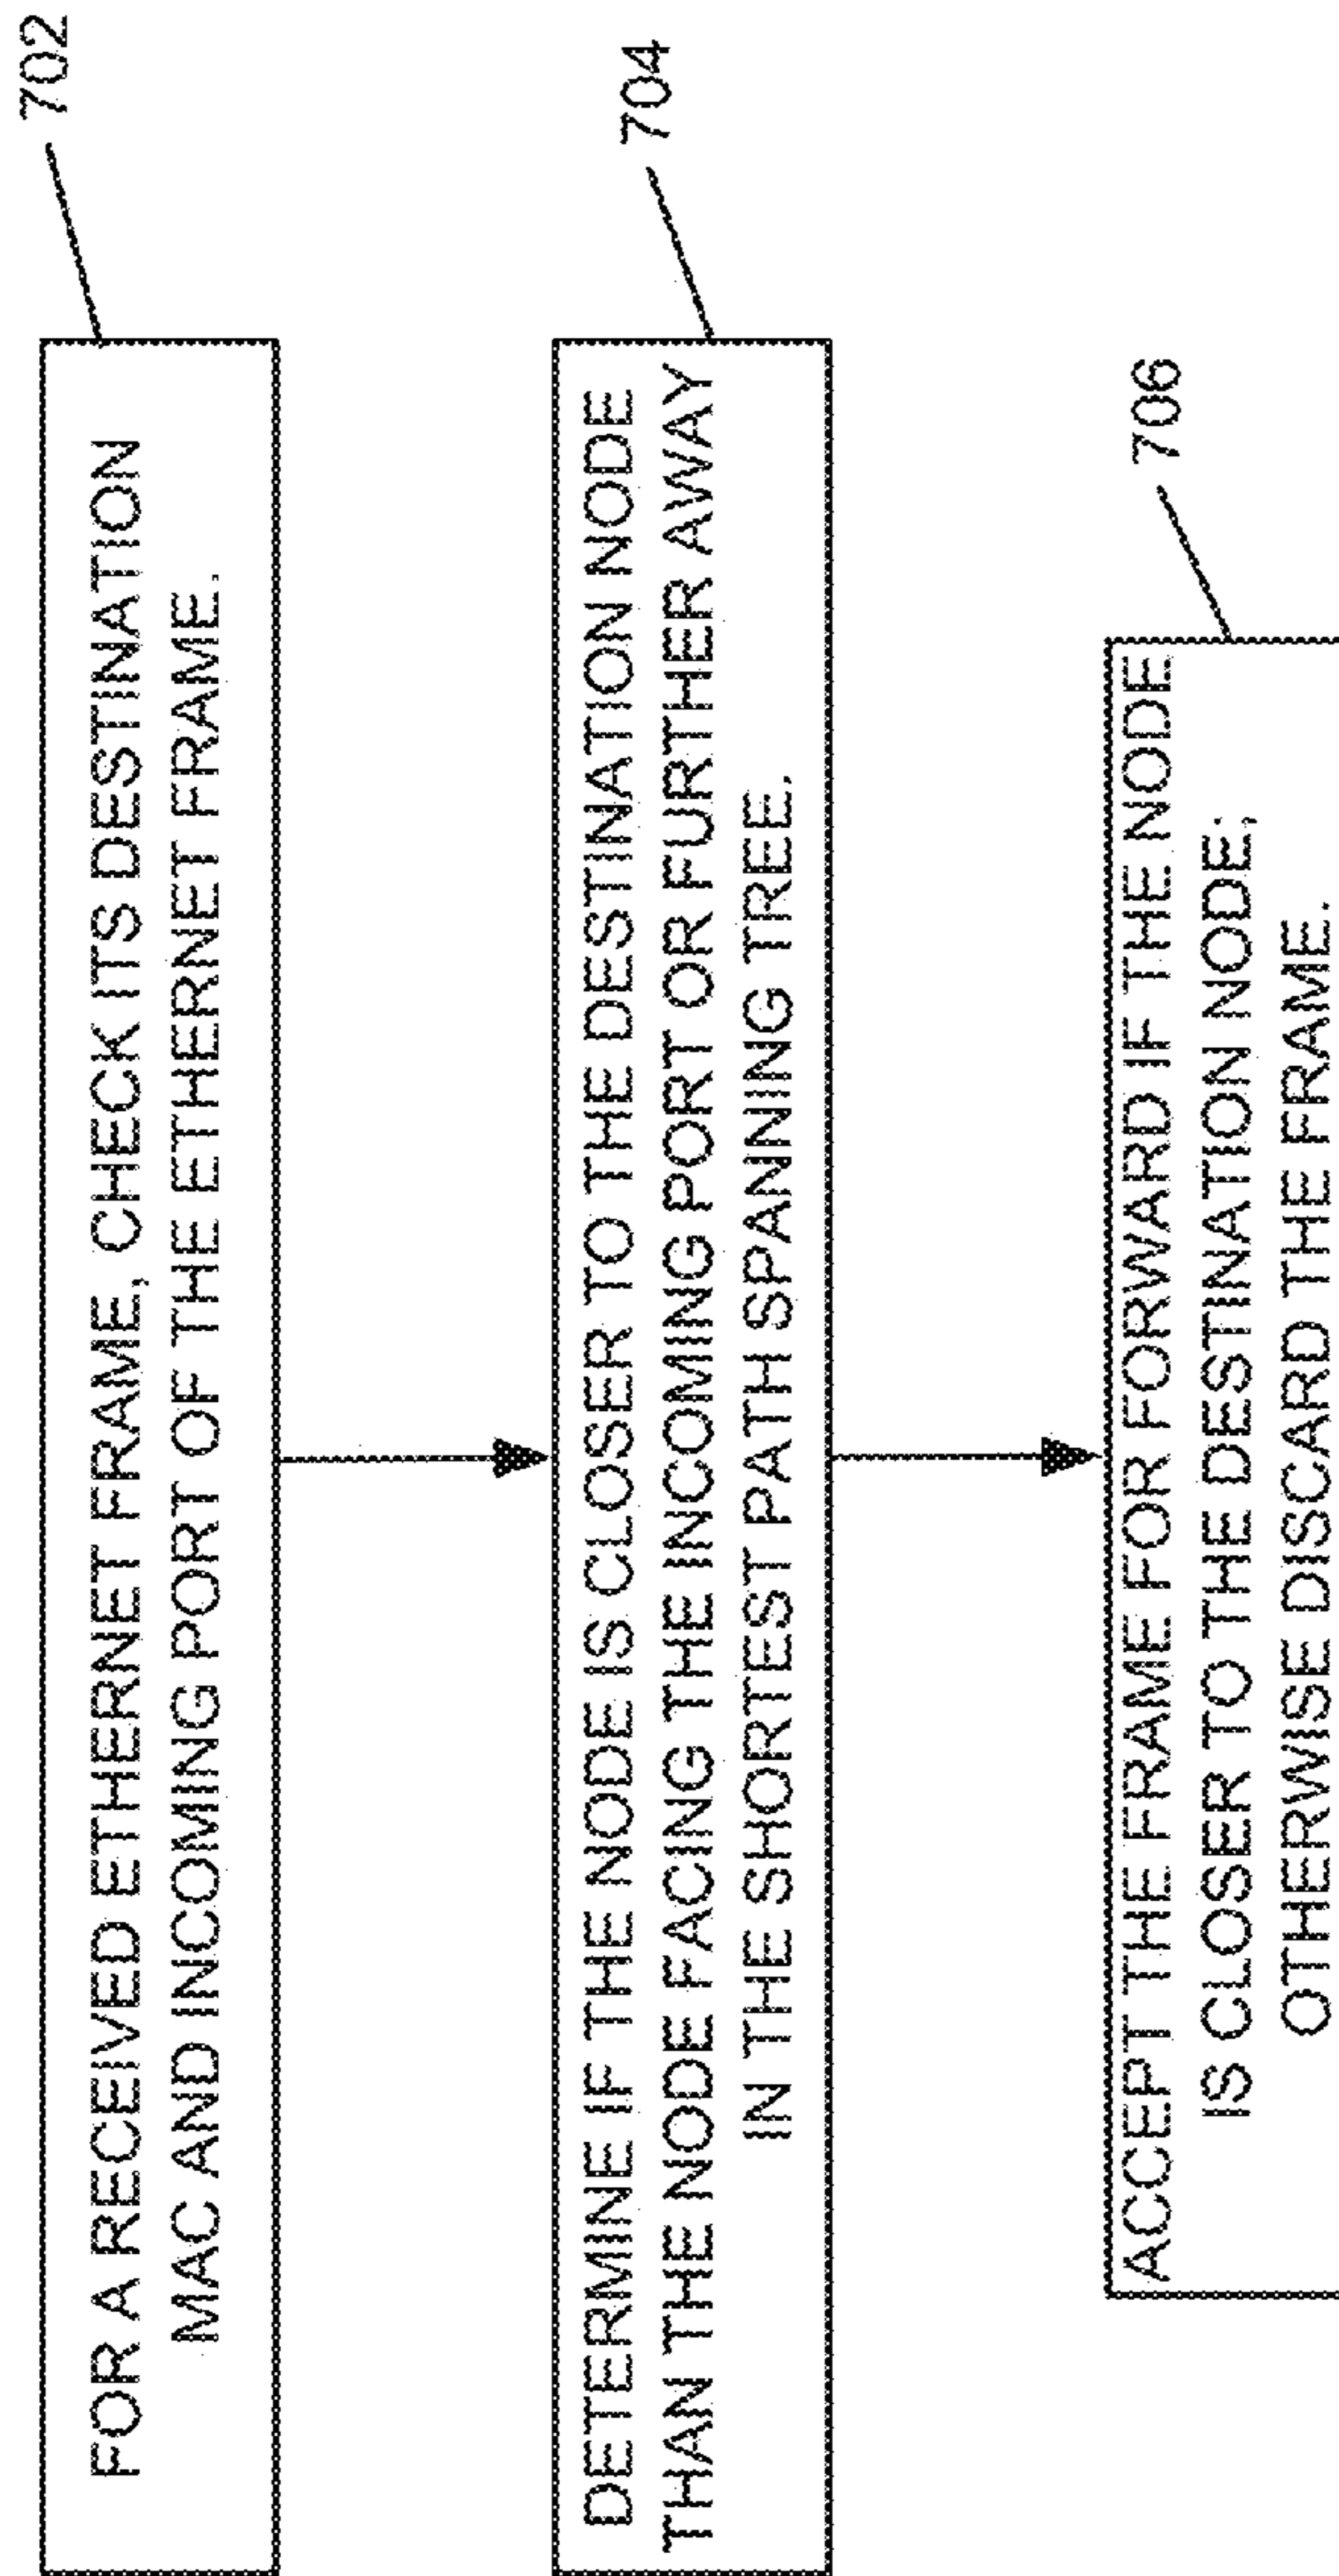 FOR A RECEIVED ETHERNET FRAME, CHECK ITS DESTINATION
MAC AND INCOMING PORT OF THE ETHERNET FRAME.
702
DETERMINE IF THE NODE IS CLOSER TO THE DESTINATION NODE
THAN THE NODE FACING THE INCOMING PORT OR FURTHER AWAY
IN THE SHORTEST PATH SPANNING TREE.
704
ACCEPT THE FRAME FOR FORWARD IF THE NODE
IS CLOSER TO THE DESTINATION NODE;
OTHERWISE DISCARD THE FRAME.
706